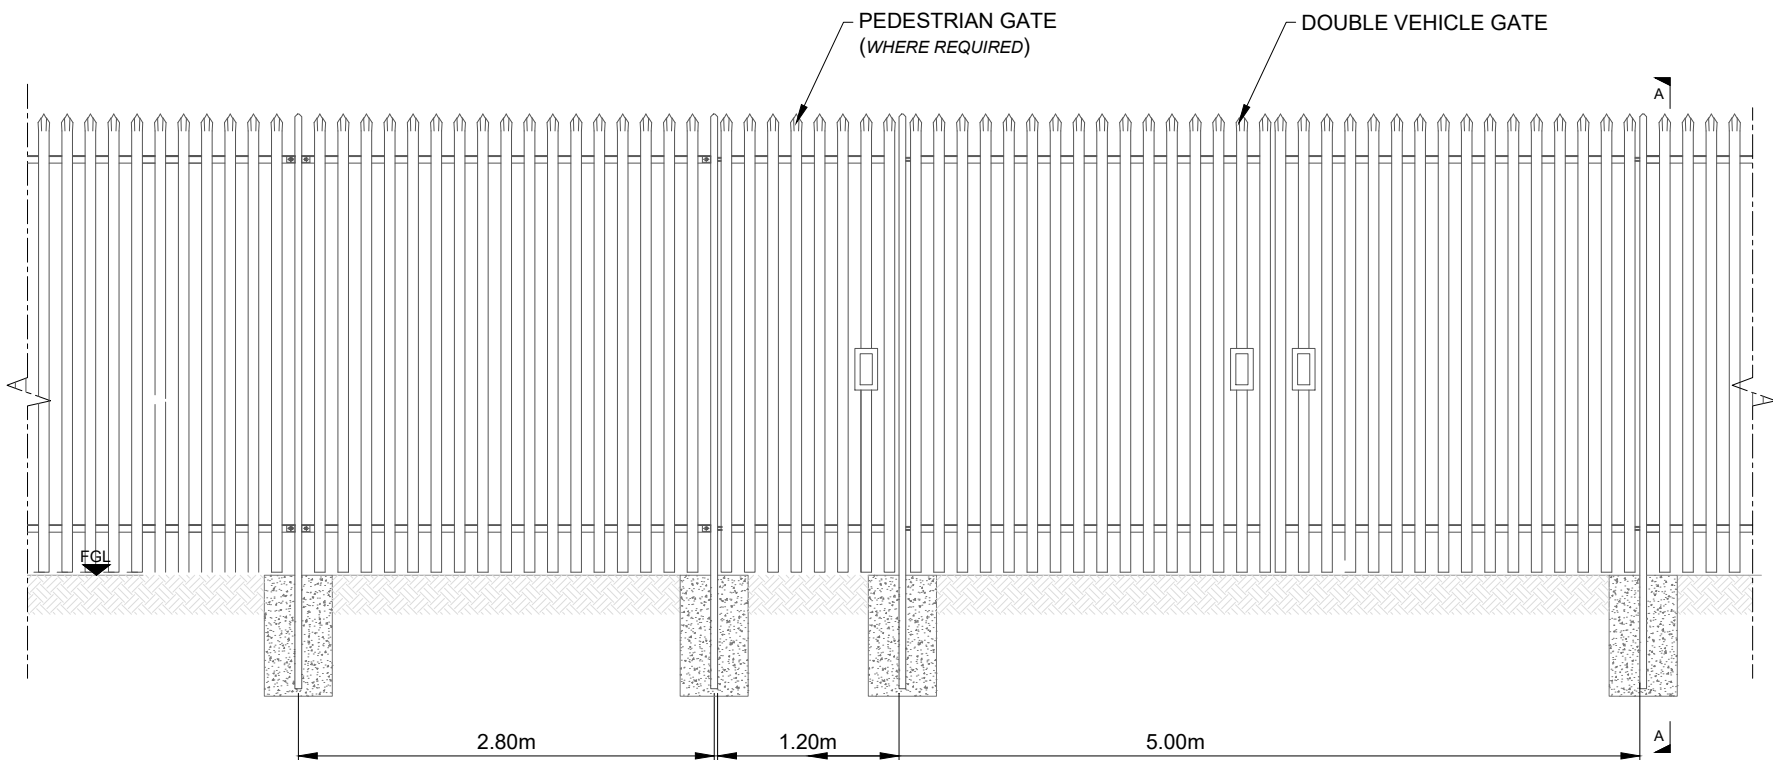 PEDESTRIAN GATE
(WHERE REQUIRED)
DOUBLE VEHICLE GATE
A
A
A
FGL
A
2.80m
1.20m
5.00m